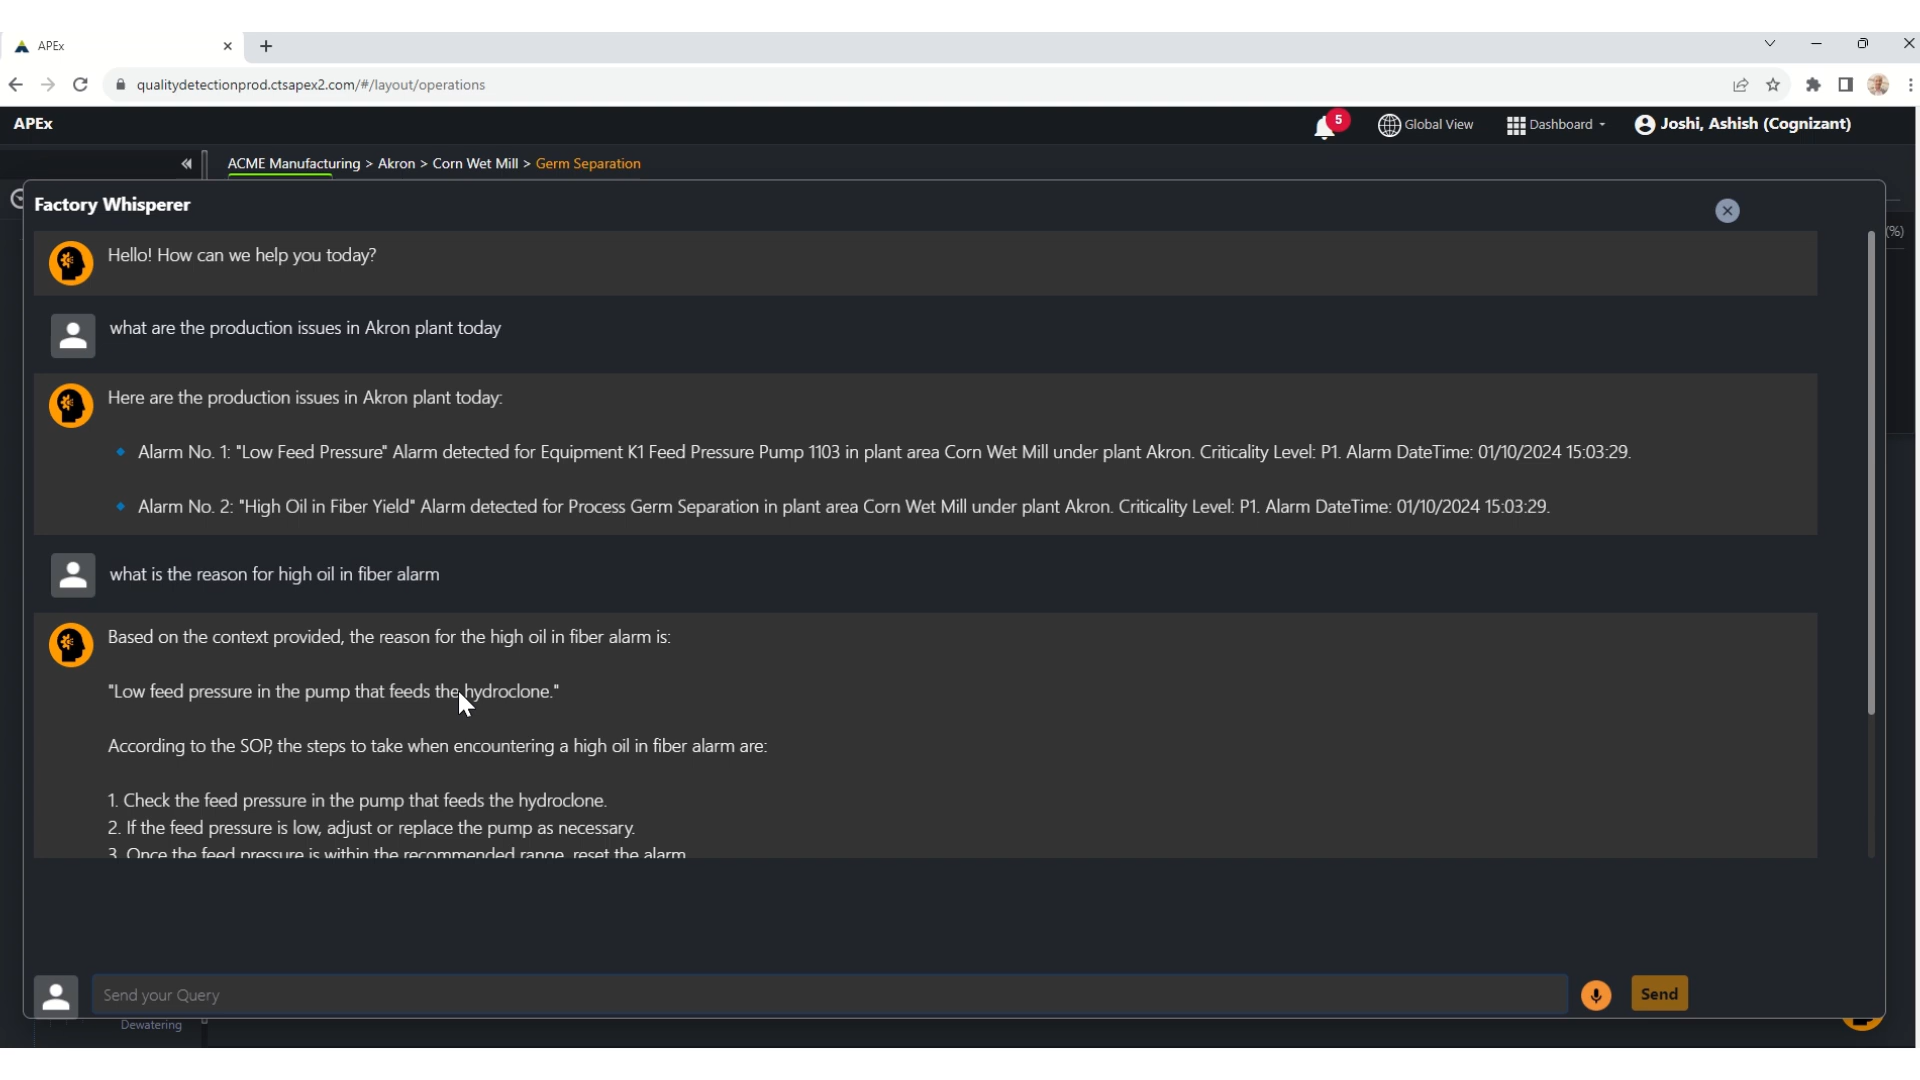 APEx
qualitydetectionprod.ctsapex2.com/#/layout/operations
APEx
5
Global View
Dashboard
Joshi, Ashish (Cognizant)
ACME Manufacturing > Akron > Corn Wet Mill > Germ Separation
Factory Whisperer
(%)
Hello! How can we help you today?
what are the production issues in Akron plant today
Here are the production issues in Akron plant today:
Alarm No. 1: "Low Feed Pressure" Alarm detected for Equipment K1 Feed Pressure Pump 1103 in plant area Corn Wet Mill under plant Akron. Criticality Level: P1. Alarm DateTime: 01/10/2024 15:03:29.
Alarm No. 2: "High Oil in Fiber Yield" Alarm detected for Process Germ Separation in plant area Corn Wet Mill under plant Akron. Criticality Level: P1. Alarm DateTime: 01/10/2024 15:03:29.
what is the reason for high oil in fiber alarm
Based on the context provided, the reason for the high oil in fiber alarm is:
"Low feed pressure in the pump that feeds the hydroclone."
According to the SOP, the steps to take when encountering a high oil in fiber alarm are:
1. Check the feed pressure in the pump that feeds the hydroclone.
2. If the feed pressure is low, adjust or replace the pump as necessary.
3. Once the feed pressure is within the recommended range, reset the alarm
Send your Query
Send
Dewatering